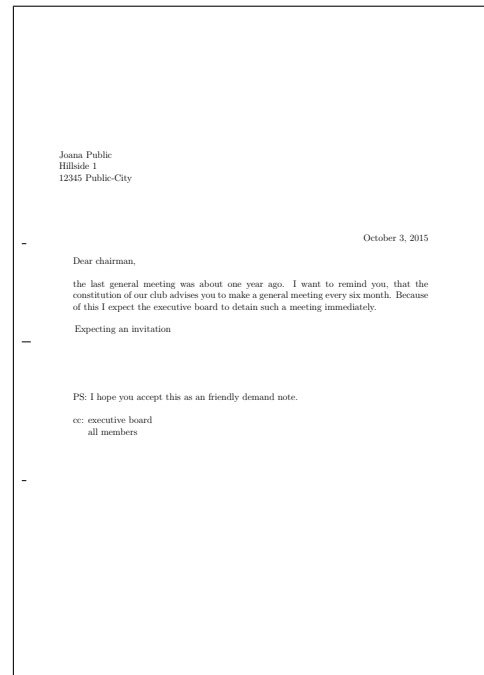 Joana Public
Hillside 1
12345 Public-City
October 3, 2015
Dear chairman,
the last general meeting was about one year ago. I want to remind you, that the
constitution of our club advises you to make a general meeting every six month. Because
of this I expect the executive board to detain such a meeting immediately.
Expecting an invitation
PS: I hope you accept this as an friendly demand note.
cc: executive board
all members